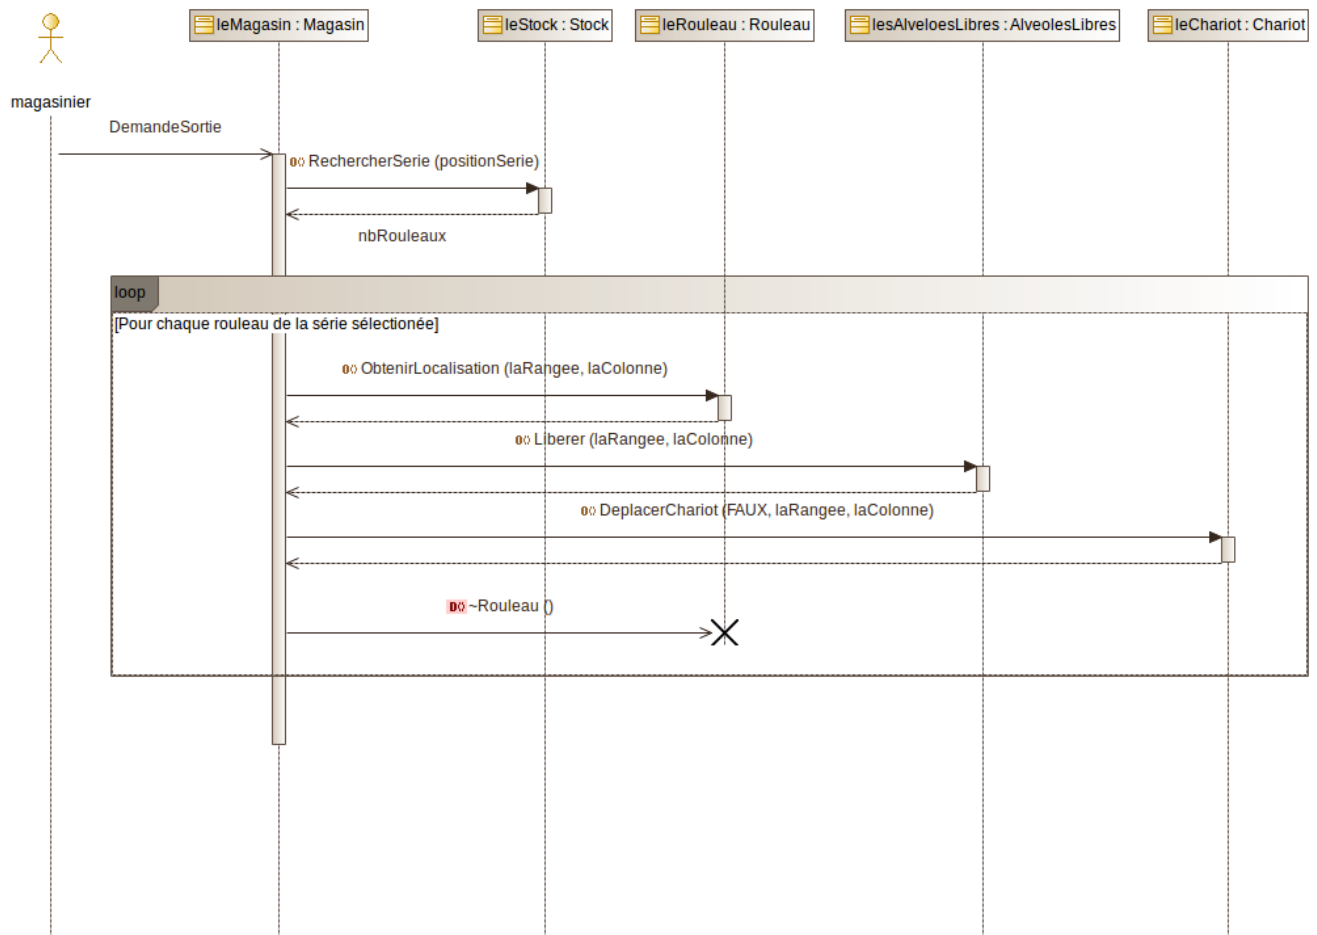 leMagasin : Magasin
leStock : Stock
leRouleau : Rouleau
lesAlveloesLibres : AlveolesLibres
leChariot : Chariot
magasinier
DemandeSortie
RechercherSerie (positionSerie)
nbRouleaux
loop
[Pour chaque rouleau de la série sélectionée]
ObtenirLocalisation (laRangee, laColonne)
Liberer (laRangee, laColonne)
DeplacerChariot (FAUX, laRangee, laColonne)
~Rouleau ()